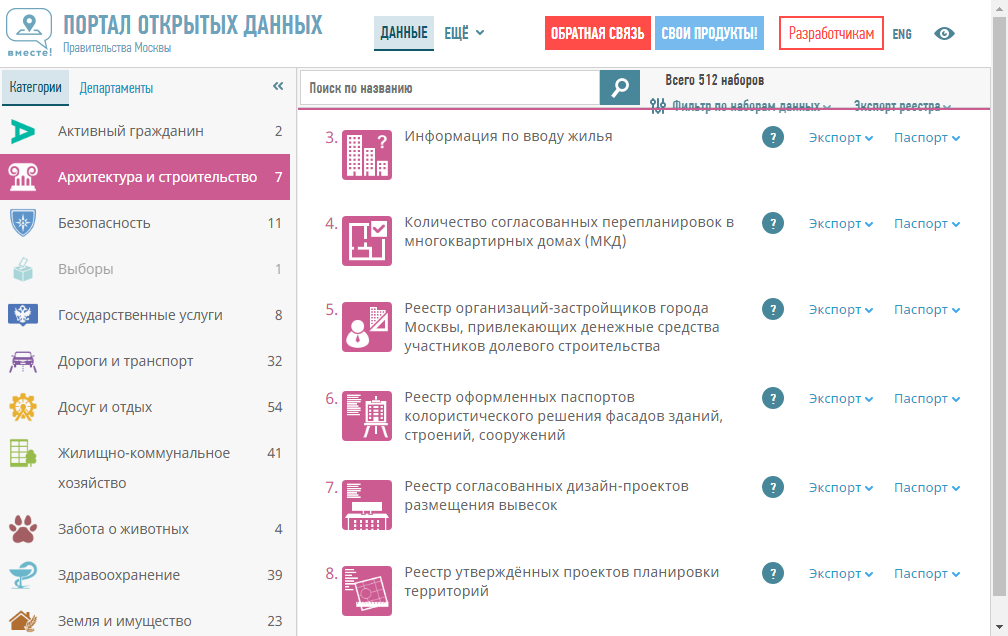 вместе!
ПОРТАЛ ОТКРЫТЫХ ДАННЫХ
Правительства Москвы
ДАННЫЕ
ЕЩЁ
ОБРАТНАЯ СВЯЗЬ
СВОИ ПРОДУКТЫ!
Разработчикам
ENG
Категории
Департаменты
«
Поиск по названию
Всего 512 наборов
Фильтр по наборам данных
Экспорт реестра
Активный гражданин 2
Архитектура и строительство 7
Безопасность 11
Выборы 1
Государственные услуги 8
Дороги и транспорт 32
Досуг и отдых 54
Жилищно-коммунальное 41
хозяйство
Забота о животных 4
Здравоохранение 39
Земля и имущество 23
3. ? Информация по вводу жилья ? Экспорт Паспорт
4. Количество согласованных перепланировок в ? Экспорт Паспорт
многоквартирных домах (МКД)
5. Реестр организаций-застройщиков города ? Экспорт Паспорт
Москвы, привлекающих денежные средства
участников долевого строительства
6. Реестр оформленных паспортов ? Экспорт Паспорт
колористического решения фасадов зданий,
строений, сооружений
7. Реестр согласованных дизайн-проектов ? Экспорт Паспорт
размещения вывесок
8. Реестр утверждённых проектов планировки ? Экспорт Паспорт
территорий